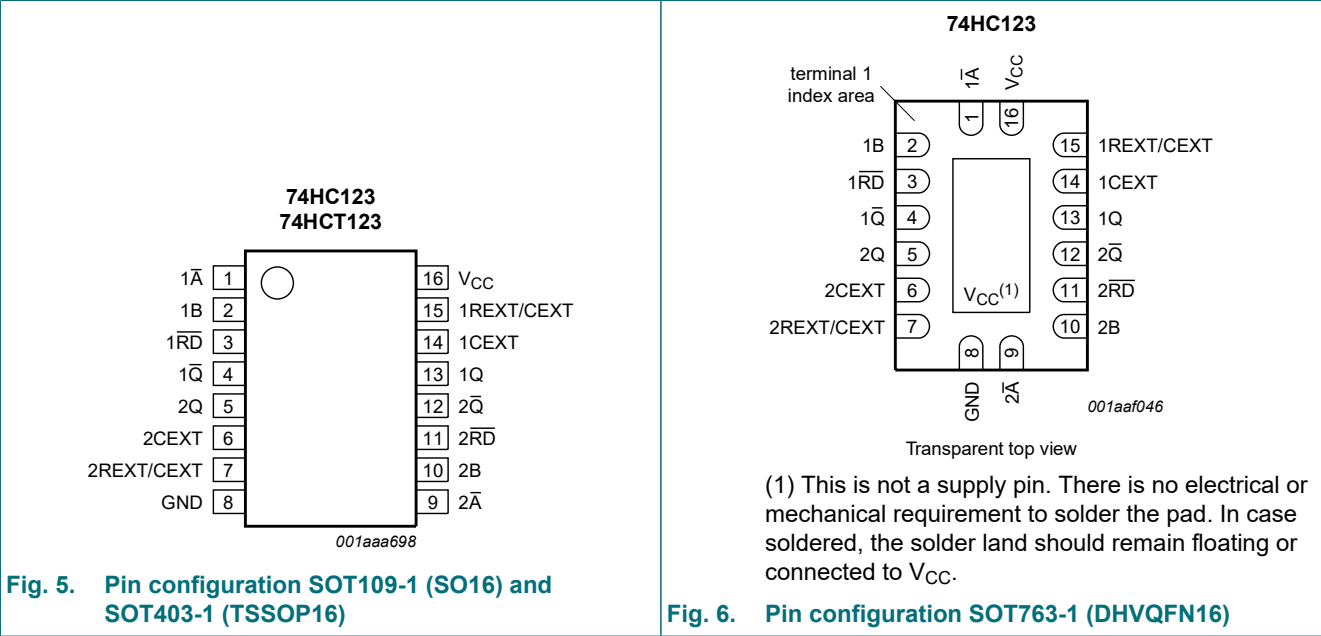 74HC123
74HCT123
1A̅ 1
1B 2
1R̅D̅ 3
1Q̅ 4
2Q 5
2CEXT 6
2REXT/CEXT 7
GND 8
16 VCC
15 1REXT/CEXT
14 1CEXT
13 1Q
12 2Q̅
11 2R̅D̅
10 2B
9 2A̅
001aaa698
Fig. 5. Pin configuration SOT109-1 (SO16) and
SOT403-1 (TSSOP16)
74HC123
terminal 1
index area
1A̅
VCC
1
16
1B 2
1R̅D̅ 3
1Q̅ 4
2Q 5
2CEXT 6
2REXT/CEXT 7
15 1REXT/CEXT
14 1CEXT
13 1Q
12 2Q̅
11 2R̅D̅
10 2B
VCC(1)
8
9
GND
2A̅
001aaf046
Transparent top view
(1) This is not a supply pin. There is no electrical or
mechanical requirement to solder the pad. In case
soldered, the solder land should remain floating or
connected to VCC.
Fig. 6. Pin configuration SOT763-1 (DHVQFN16)